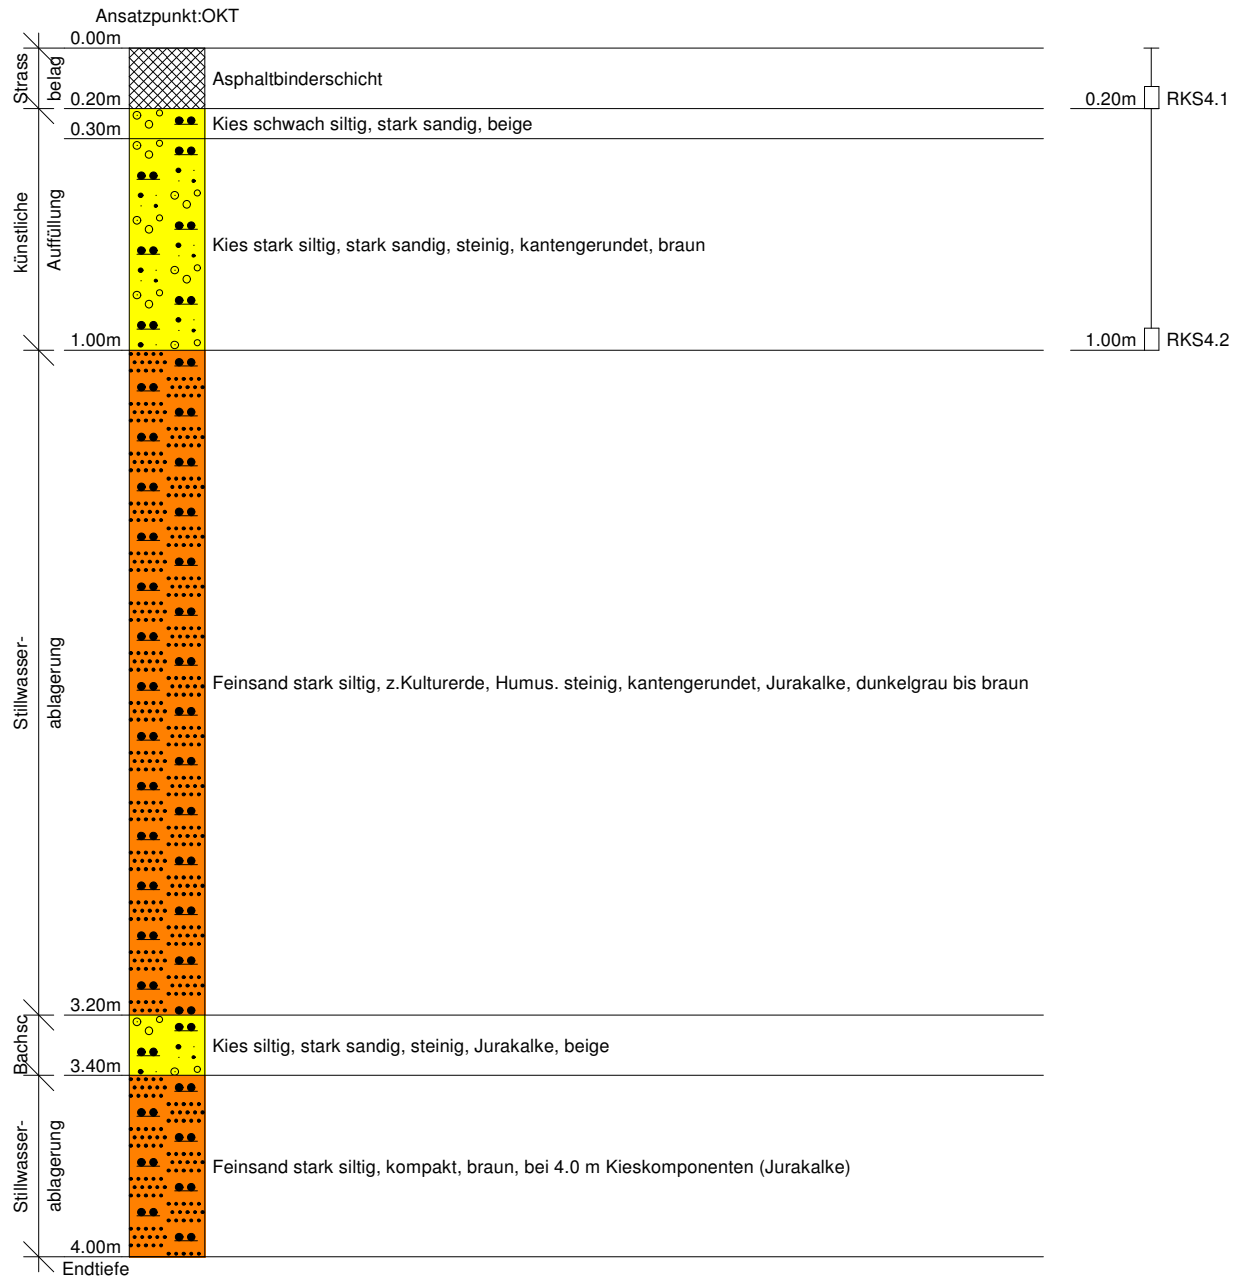 Ansatzpunkt:OKT
0.00m
Strass
belag
Asphaltbinderschicht
0.20m
0.20m
RKS4.1
Kies schwach siltig, stark sandig, beige
0.30m
künstliche
Auffüllung
Kies stark siltig, stark sandig, steinig, kantengerundet, braun
1.00m
1.00m
RKS4.2
Stillwasser-
ablagerung
Feinsand stark siltig, z.Kulturerde, Humus. steinig, kantengerundet, Jurakalke, dunkelgrau bis braun
3.20m
Bachsc
Kies siltig, stark sandig, steinig, Jurakalke, beige
3.40m
Stillwasser-
ablagerung
Feinsand stark siltig, kompakt, braun, bei 4.0 m Kieskomponenten (Jurakalke)
4.00m
Endtiefe